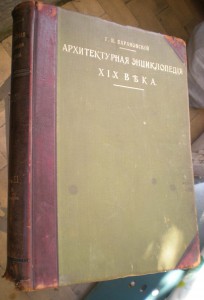 Г. В. БАРАНОВСКІЙ
АРХИТЕКТУРНАЯ ЭНЦИКЛОПЕДІЯ
XIX ВѢКА.